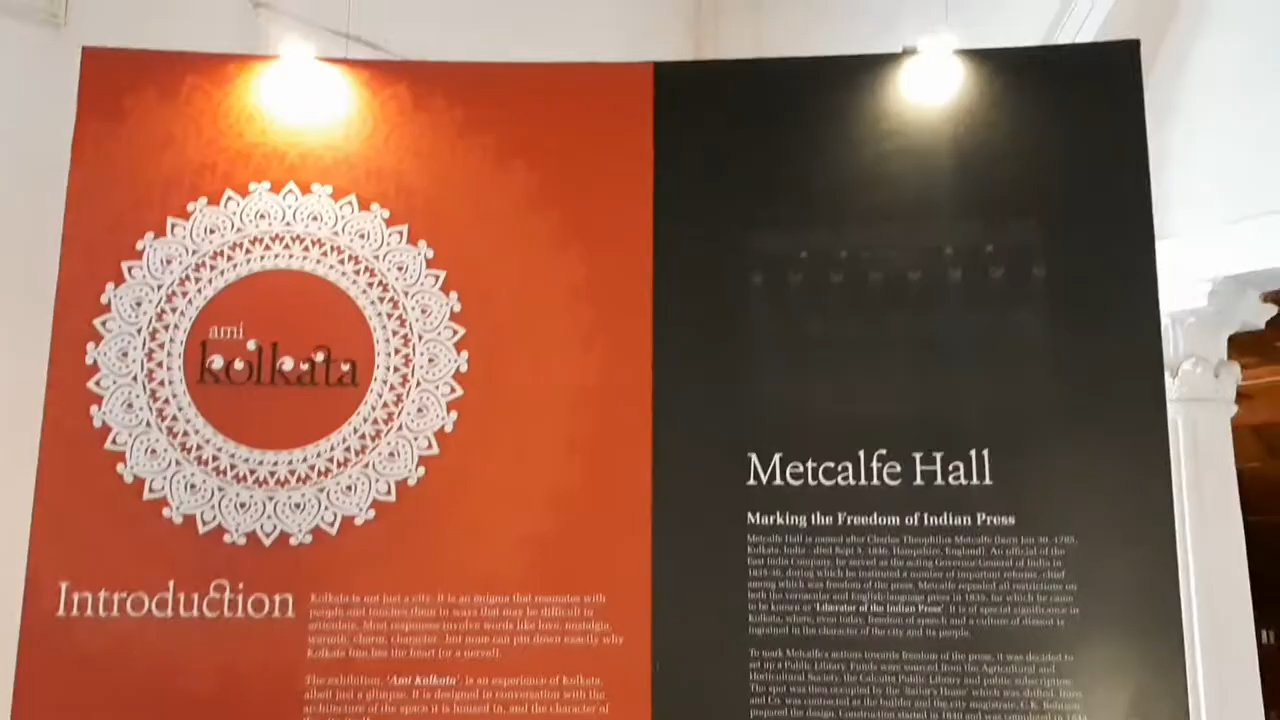 ami
kolkata
Introduction
Kolkata is not just a city. It is an enigma that resonates with
people and touches them in ways that may be difficult to
articulate. Most responses involve words like love, nostalgia,
warmth, charm, character, but none can pin down exactly why
Kolkata touches the heart (or a nerve!).
The exhibition, 'Ami Kolkata' is an experience of Kolkata,
albeit just a glimpse. It is designed in conversation with the
architecture of the space it is housed in, and the character of
Metcalfe Hall
Marking the Freedom of Indian Press
Metcalfe Hall is named after Charles Theophilus Metcalfe (born Jan 30, 1785,
Kolkata, India - died Sept 5, 1846, Hampshire, England). An official of the
East India Company, he served as the acting Governor-General of India in
1835-36, during which he instituted a number of important reforms, chief
among which was freedom of the press. Metcalfe repealed all restrictions on
both the vernacular and English language press in 1835, for which he came
to be known as 'Liberator of the Indian Press'. It is of special significance in
Kolkata, where, even today, freedom of speech and a culture of dissent is
ingrained in the character of the city and its people.
To mark Metcalfe's actions towards freedom of the press, it was decided to
set up a Public Library. Funds were sourced from the Agricultural and
Horticultural Society, the Calcutta Public Library and public subscription.
The spot was then occupied by the 'Sailor's Home' which was shifted. Burn
and Co. was contracted as the builder and the city magistrate, C.K. Robison
prepared the design. Construction started in 1840 and was completed in 1844